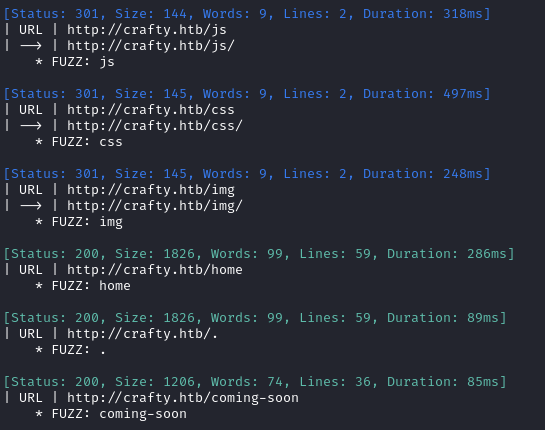 [Status: 301, Size: 144, Words: 9, Lines: 2, Duration: 318ms]
| URL | http://crafty.htb/js
| --> | http://crafty.htb/js/
    * FUZZ: js

[Status: 301, Size: 145, Words: 9, Lines: 2, Duration: 497ms]
| URL | http://crafty.htb/css
| --> | http://crafty.htb/css/
    * FUZZ: css

[Status: 301, Size: 145, Words: 9, Lines: 2, Duration: 248ms]
| URL | http://crafty.htb/img
| --> | http://crafty.htb/img/
    * FUZZ: img

[Status: 200, Size: 1826, Words: 99, Lines: 59, Duration: 286ms]
| URL | http://crafty.htb/home
    * FUZZ: home

[Status: 200, Size: 1826, Words: 99, Lines: 59, Duration: 89ms]
| URL | http://crafty.htb/.
    * FUZZ: .

[Status: 200, Size: 1206, Words: 74, Lines: 36, Duration: 85ms]
| URL | http://crafty.htb/coming-soon
    * FUZZ: coming-soon